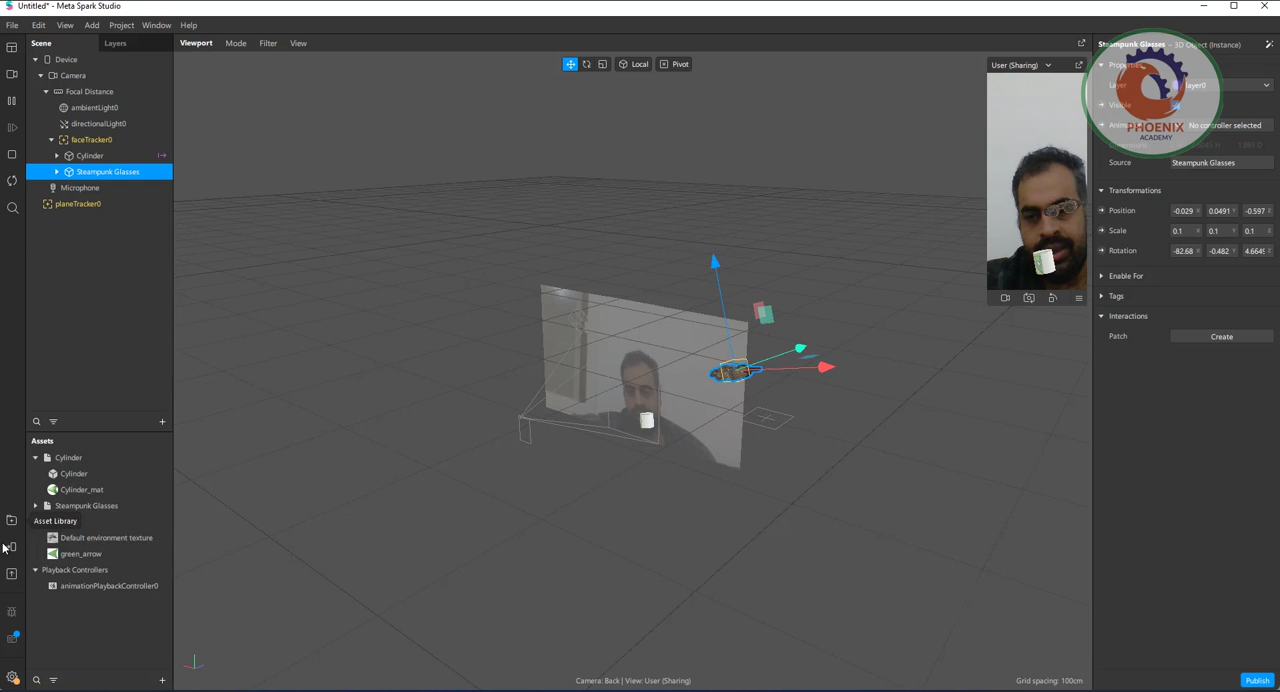 Untitled* - Meta Spark Studio
File Edit View Add Project Window Help
Scene Layers
Device
Camera
Focal Distance
ambientLight0
directionalLight0
faceTracker0
Cylinder
Steampunk Glasses
Microphone
planeTracker0
Assets
Cylinder
Cylinder
Cylinder_mat
Steampunk Glasses
Asset Library
Default environment texture
green_arrow
Playback Controllers
animationPlaybackController0
Viewport Mode Filter View
Local Pivot
User (Sharing)
Camera: Back | View: User (Sharing)
Grid spacing: 100cm
Steampunk Glasses - 3D Object (Instance)
Properties
Layer layer0
Visible
No controller selected
PHOENIX
ACADEMY
Source Steampunk Glasses
Transformations
Position -0.029 X 0.0491 Y -0.597 Z
Scale 0.1 X 0.1 Y 0.1 Z
Rotation -82.68 X -0.482 Y 4.6649 Z
Enable For
Tags
Interactions
Patch Create
Publish